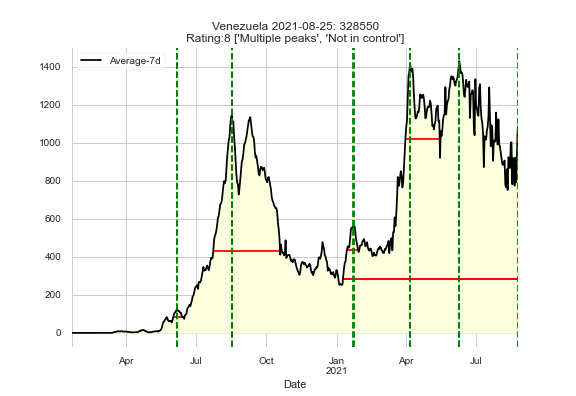 Venezuela 2021-08-25: 328550
Rating:8 ['Multiple peaks', 'Not in control']
Average-7d
1400
1200
1000
800
600
400
200
0
Apr
Jul
Oct
Jan
2021
Apr
Jul
Date